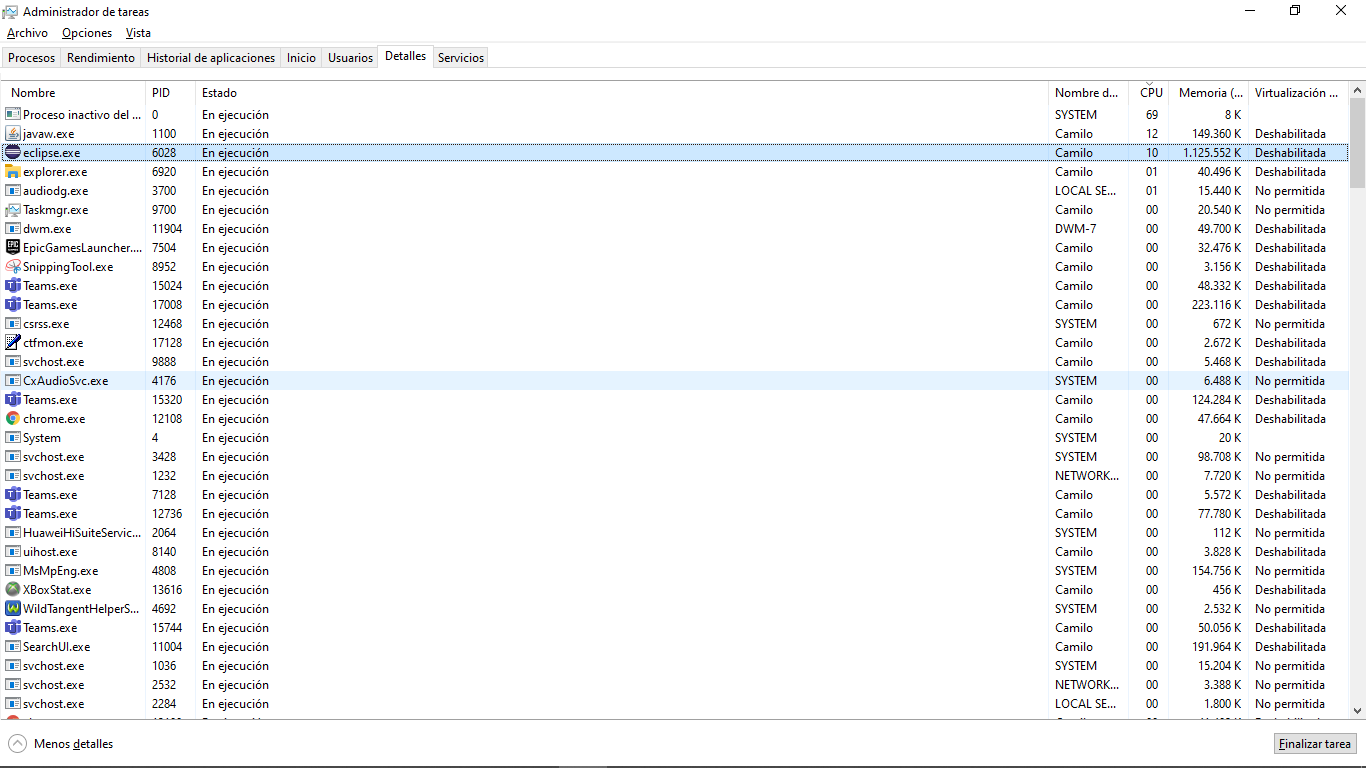 Administrador de tareas
Archivo Opciones Vista
Procesos Rendimiento Historial de aplicaciones Inicio Usuarios Detalles Servicios
Nombre PID Estado Nombre d... CPU Memoria (... Virtualización ...
Proceso inactivo del ... 0 En ejecución SYSTEM 69 8 K
javaw.exe 1100 En ejecución Camilo 12 149.360 K Deshabilitada
eclipse.exe 6028 En ejecución Camilo 10 1.125.552 K Deshabilitada
explorer.exe 6920 En ejecución Camilo 01 40.496 K Deshabilitada
audiodg.exe 3700 En ejecución LOCAL SE... 01 15.440 K No permitida
Taskmgr.exe 9700 En ejecución Camilo 00 20.540 K No permitida
dwm.exe 11904 En ejecución DWM-7 00 49.700 K Deshabilitada
EpicGamesLauncher.... 7504 En ejecución Camilo 00 32.476 K Deshabilitada
SnippingTool.exe 8952 En ejecución Camilo 00 3.156 K Deshabilitada
Teams.exe 15024 En ejecución Camilo 00 48.332 K Deshabilitada
Teams.exe 17008 En ejecución Camilo 00 223.116 K Deshabilitada
csrss.exe 12468 En ejecución SYSTEM 00 672 K No permitida
ctfmon.exe 17128 En ejecución Camilo 00 2.672 K Deshabilitada
svchost.exe 9888 En ejecución Camilo 00 5.468 K Deshabilitada
CxAudioSvc.exe 4176 En ejecución SYSTEM 00 6.488 K No permitida
Teams.exe 15320 En ejecución Camilo 00 124.284 K Deshabilitada
chrome.exe 12108 En ejecución Camilo 00 47.664 K Deshabilitada
System 4 En ejecución SYSTEM 00 20 K
svchost.exe 3428 En ejecución SYSTEM 00 98.708 K No permitida
svchost.exe 1232 En ejecución NETWORK... 00 7.720 K No permitida
Teams.exe 7128 En ejecución Camilo 00 5.572 K Deshabilitada
Teams.exe 12736 En ejecución Camilo 00 77.780 K Deshabilitada
HuaweiHiSuiteServic... 2064 En ejecución SYSTEM 00 112 K No permitida
uihost.exe 8140 En ejecución Camilo 00 3.828 K Deshabilitada
MsMpEng.exe 4808 En ejecución SYSTEM 00 154.756 K No permitida
XBoxStat.exe 13616 En ejecución Camilo 00 456 K Deshabilitada
WildTangentHelperS... 4692 En ejecución SYSTEM 00 2.532 K No permitida
Teams.exe 15744 En ejecución Camilo 00 50.056 K Deshabilitada
SearchUI.exe 11004 En ejecución Camilo 00 191.964 K Deshabilitada
svchost.exe 1036 En ejecución SYSTEM 00 15.204 K No permitida
svchost.exe 2532 En ejecución NETWORK... 00 3.388 K No permitida
svchost.exe 2284 En ejecución LOCAL SE... 00 1.800 K No permitida
Menos detalles Finalizar tarea